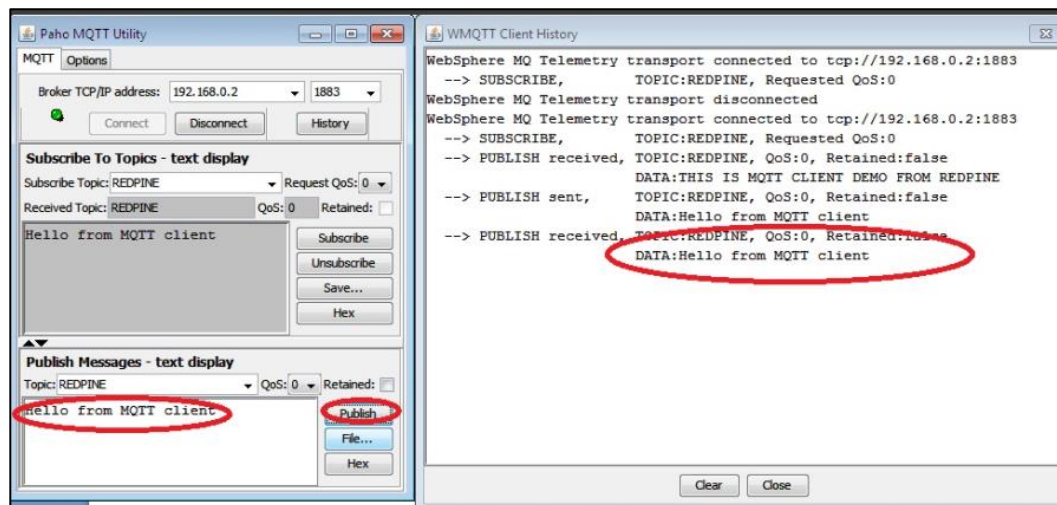 Paho MQTT Utility
MQTT Options
Broker TCP/IP address: 192.168.0.2 1883
Connect Disconnect History
Subscribe To Topics - text display
Subscribe Topic: REDPINE Request QoS: 0
Received Topic: REDPINE QoS: 0 Retained:
Hello from MQTT client
Subscribe
Unsubscribe
Save...
Hex
Publish Messages - text display
Topic: REDPINE QoS: 0 Retained:
Hello from MQTT client
Publish
File...
Hex
WMQTT Client History
WebSphere MQ Telemetry transport connected to tcp://192.168.0.2:1883
--> SUBSCRIBE, TOPIC:REDPINE, Requested QoS:0
WebSphere MQ Telemetry transport disconnected
WebSphere MQ Telemetry transport connected to tcp://192.168.0.2:1883
--> SUBSCRIBE, TOPIC:REDPINE, Requested QoS:0
--> PUBLISH received, TOPIC:REDPINE, QoS:0, Retained:false
DATA:THIS IS MQTT CLIENT DEMO FROM REDPINE
--> PUBLISH sent, TOPIC:REDPINE, QoS:0, Retained:false
DATA:Hello from MQTT client
--> PUBLISH received, TOPIC:REDPINE, QoS:0, Retained:false
DATA:Hello from MQTT client
Clear Close